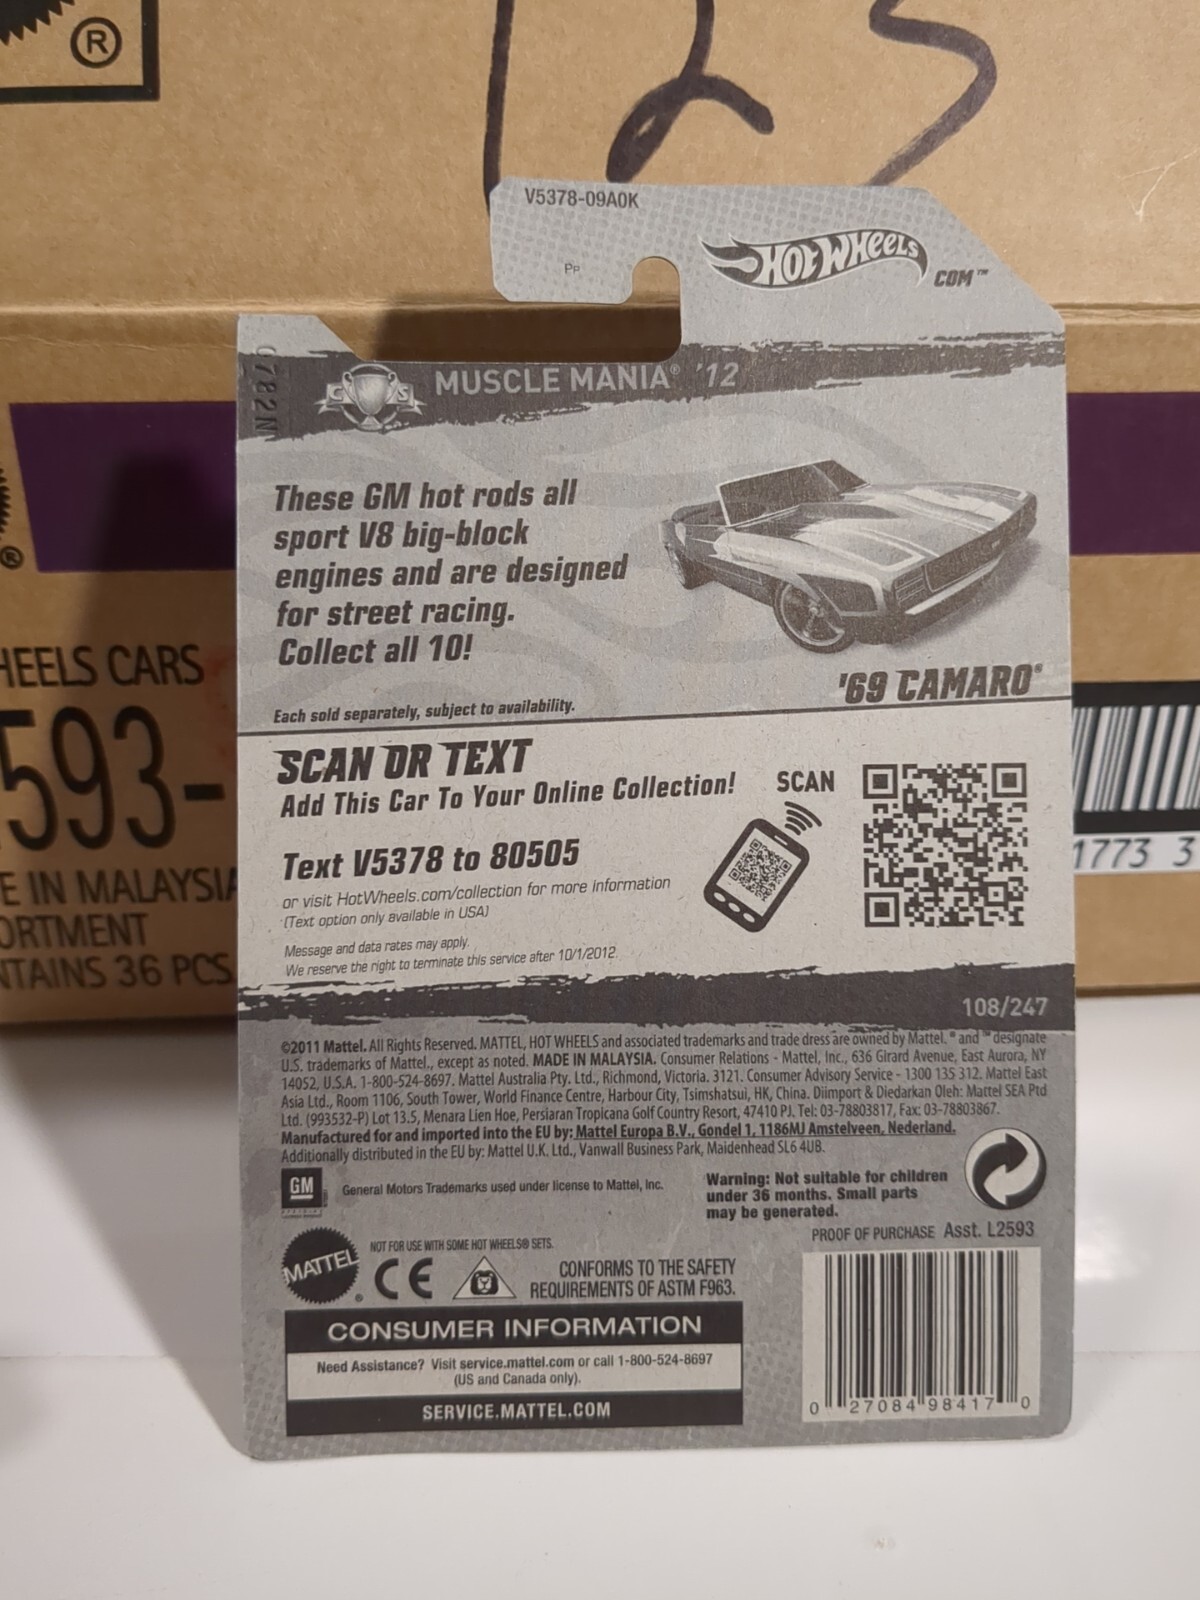 ®
123
V5378-09A0K
Pp
HOT WHEELS
COM™
0782N
C S
MUSCLE MANIA® '12
These GM hot rods all
sport V8 big-block
engines and are designed
for street racing.
Collect all 10!
'69 CAMARO®
Each sold separately, subject to availability.
SCAN OR TEXT
Add This Car To Your Online Collection!
SCAN
Text V5378 to 80505
or visit HotWheels.com/collection for more information
(Text option only available in USA)
Message and data rates may apply.
We reserve the right to terminate this service after 10/1/2012.
108/247
©2011 Mattel. All Rights Reserved. MATTEL, HOT WHEELS and associated trademarks and trade dress are owned by Mattel. ® and ™ designate
U.S. trademarks of Mattel., except as noted. MADE IN MALAYSIA. Consumer Relations - Mattel, Inc., 636 Girard Avenue, East Aurora, NY
14052, U.S.A. 1-800-524-8697. Mattel Australia Pty. Ltd., Richmond, Victoria. 3121. Consumer Advisory Service - 1300 135 312. Mattel East
Asia Ltd., Room 1106, South Tower, World Finance Centre, Harbour City, Tsimshatsui, HK, China. Diimport & Diedarkan Oleh: Mattel SEA Ptd
Ltd. (993532-P) Lot 13.5, Menara Lien Hoe, Persiaran Tropicana Golf Country Resort, 47410 PJ. Tel: 03-78803817, Fax: 03-78803867.
Manufactured for and imported into the EU by: Mattel Europa B.V., Gondel 1, 1186MJ Amstelveen, Nederland.
Additionally distributed in the EU by: Mattel U.K. Ltd., Vanwall Business Park, Maidenhead SL6 4UB.
GM
General Motors Trademarks used under license to Mattel, Inc.
Warning: Not suitable for children
under 36 months. Small parts
may be generated.
PROOF OF PURCHASE Asst. L2593
MATTEL®
NOT FOR USE WITH SOME HOT WHEELS® SETS.
CE
CONFORMS TO THE SAFETY
REQUIREMENTS OF ASTM F963.
CONSUMER INFORMATION
Need Assistance? Visit service.mattel.com or call 1-800-524-8697
(US and Canada only).
SERVICE.MATTEL.COM
0 27084 98417 0
®
HEELS CARS
593-
E IN MALAYSIA
ORTMENT
NTAINS 36 PCS.
1773 3